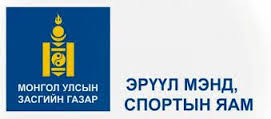 МОНГОЛ УЛСЫН
ЗАСГИЙН ГАЗАР
ЭРҮҮЛ МЭНД,
СПОРТЫН ЯАМ